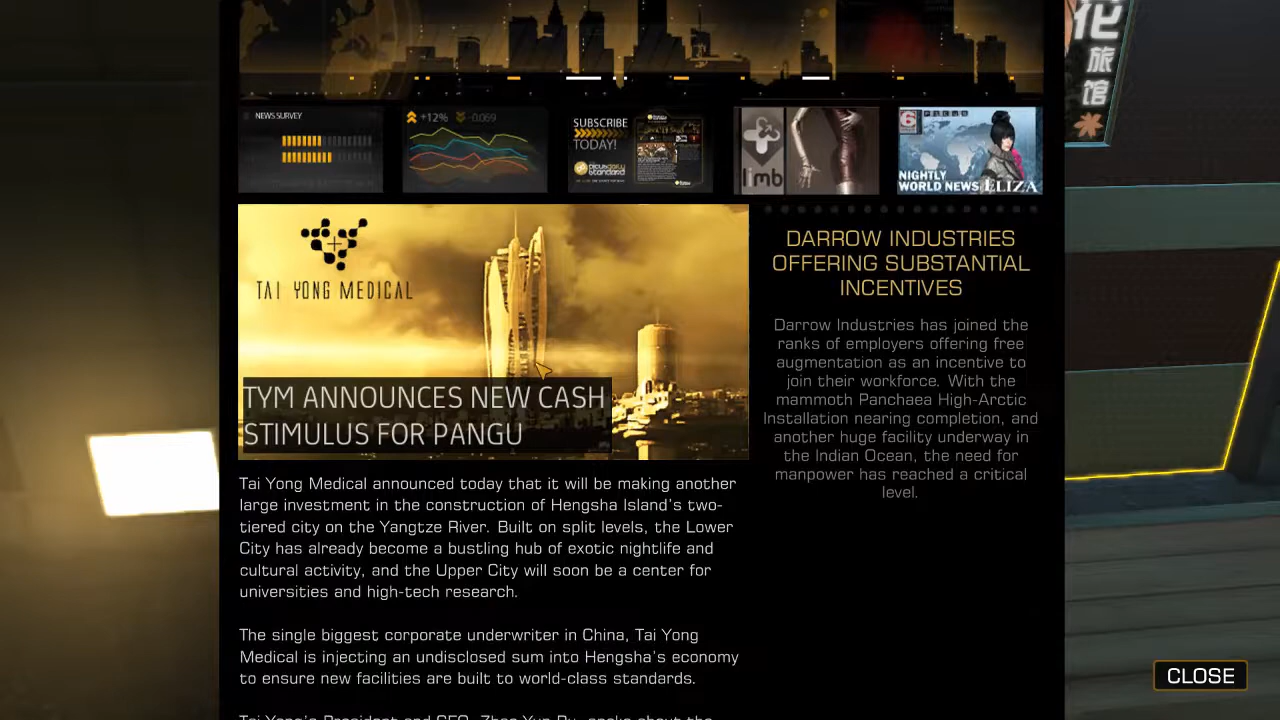 化
旅
馆
NEWS SURVEY
+12% -0.069
SUBSCRIBE
TODAY!
limb
6 PICUS
NIGHTLY
WORLD NEWS ELIZA
TAI YONG MEDICAL
TYM ANNOUNCES NEW CASH
STIMULUS FOR PANGU
Tai Yong Medical announced today that it will be making another
large investment in the construction of Hengsha Island's two-
tiered city on the Yangtze River. Built on split levels, the Lower
City has already become a bustling hub of exotic nightlife and
cultural activity, and the Upper City will soon be a center for
universities and high-tech research.
The single biggest corporate underwriter in China, Tai Yong
Medical is injecting an undisclosed sum into Hengsha's economy
to ensure new facilities are built to world-class standards.
DARROW INDUSTRIES
OFFERING SUBSTANTIAL
INCENTIVES
Darrow Industries has joined the
ranks of employers offering free
augmentation as an incentive to
join their workforce. With the
mammoth Panchaea High-Arctic
Installation nearing completion, and
another huge facility underway in
the Indian Ocean, the need for
manpower has reached a critical
level.
CLOSE